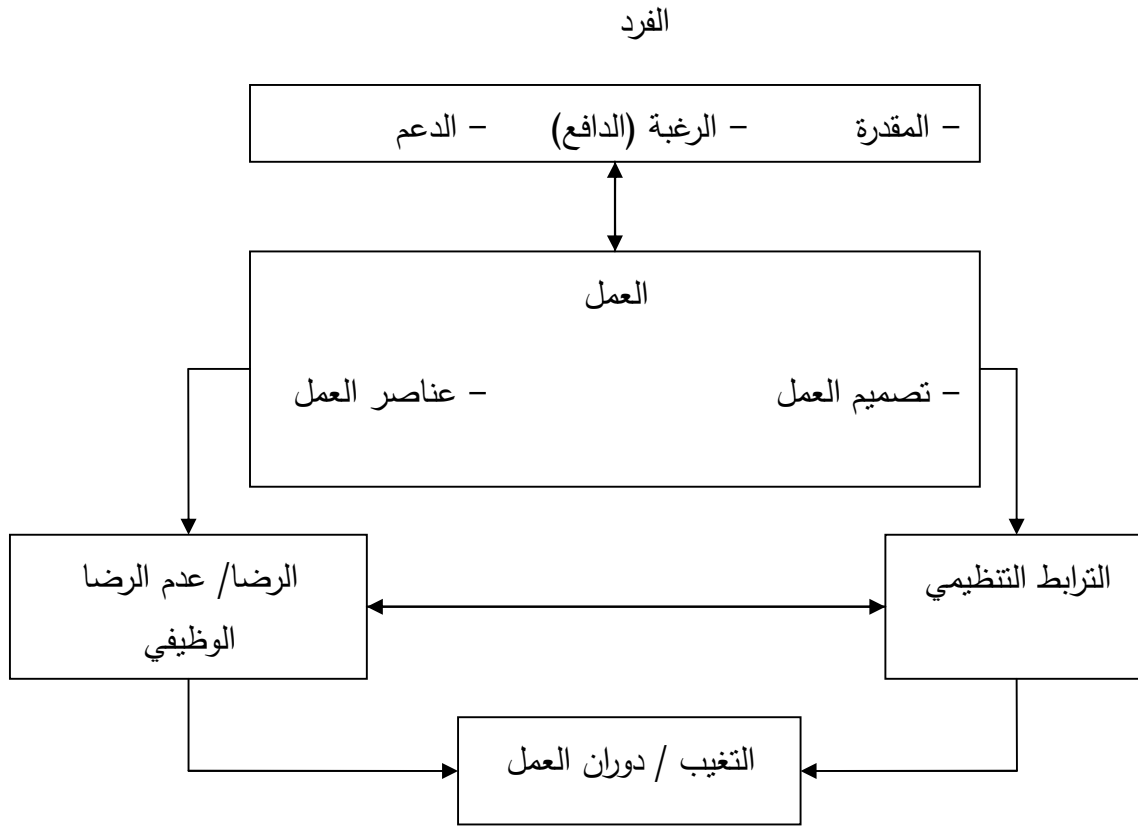 الفرد
– المقدرة – الرغبة (الدافع) – الدعم
العمل
– تصميم العمل – عناصر العمل
الترابط التنظيمي
الرضا/ عدم الرضا
الوظيفي
التغيب / دوران العمل